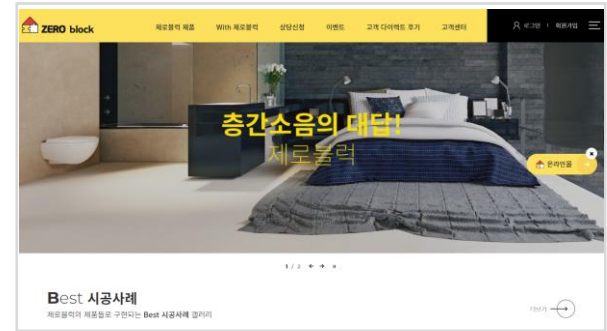 ZERO block
제로블럭 제품
With 제로블럭
상담신청
이벤트
고객 다이렉트 후기
고객센터
로그인 | 회원가입
층간소음의 대답!
제로블럭
온라인몰
1 / 2
Best 시공사례
제로블럭의 제품들로 구현되는 Best 시공사례 갤러리
더보기